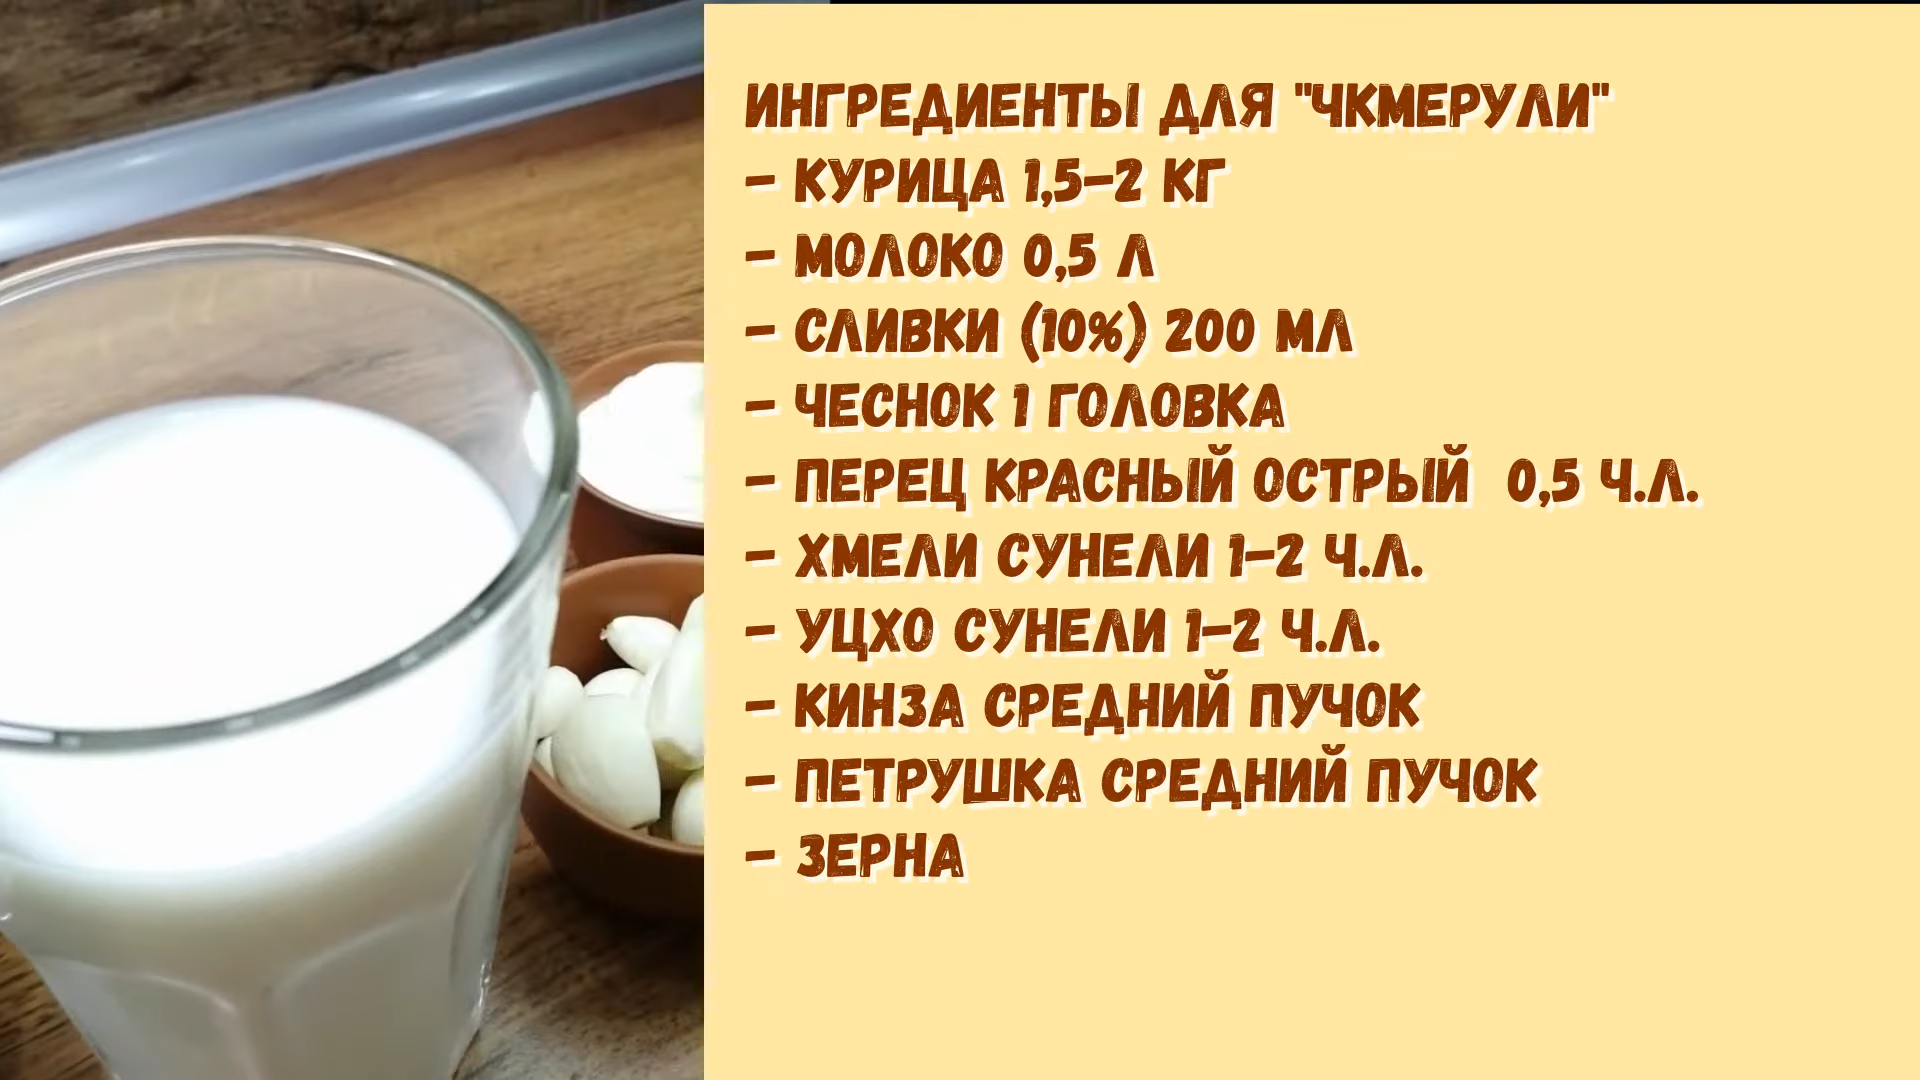 ИНГРЕДИЕНТЫ ДЛЯ "ЧКМЕРУЛИ"
- КУРИЦА 1,5-2 КГ
- МОЛОКО 0,5 Л
- СЛИВКИ (10%) 200 МЛ
- ЧЕСНОК 1 ГОЛОВКА
- ПЕРЕЦ КРАСНЫЙ ОСТРЫЙ 0,5 Ч.Л.
- ХМЕЛИ СУНЕЛИ 1-2 Ч.Л.
- УЦХО СУНЕЛИ 1-2 Ч.Л.
- КИНЗА СРЕДНИЙ ПУЧОК
- ПЕТРУШКА СРЕДНИЙ ПУЧОК
- ЗЕРНА